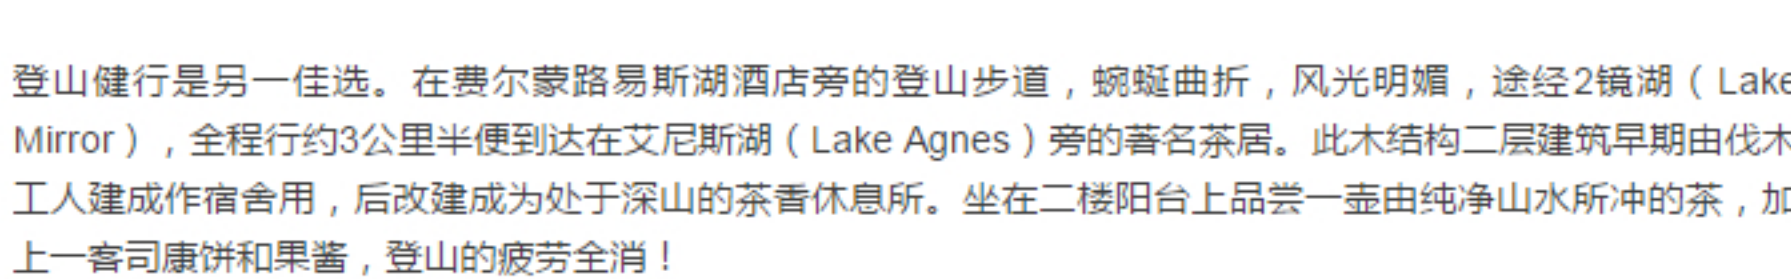 登山健行是另一佳选。在费尔蒙路易斯湖酒店旁的登山步道，蜿蜒曲折，风光明媚，途经2镜湖（Lake
Mirror），全程行约3公里半便到达在艾尼斯湖（Lake Agnes）旁的著名茶居。此木结构二层建筑早期由伐木
工人建成作宿舍用，后改建成为处于深山的茶香休息所。坐在二楼阳台上品尝一壶由纯净山水所冲的茶，加
上一客司康饼和果酱，登山的疲劳全消！